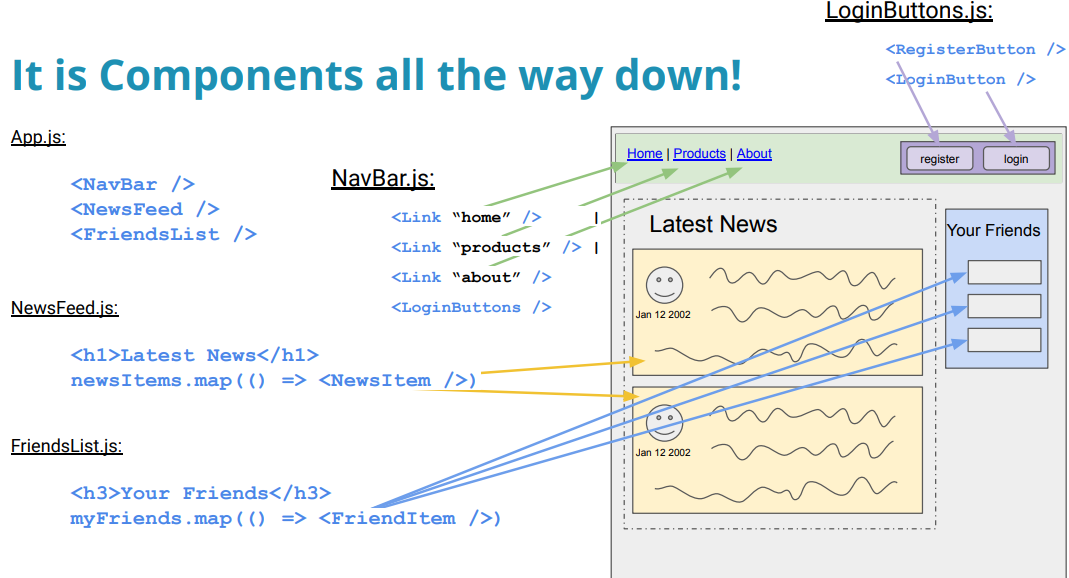 LoginButtons.js:
<RegisterButton />
<LoginButton />
It is Components all the way down!
App.js:
<NavBar />
<NewsFeed />
<FriendsList />
NavBar.js:
<Link “home” /> |
<Link “products” /> |
<Link “about” />
<LoginButtons />
NewsFeed.js:
<h1>Latest News</h1>
newsItems.map(() => <NewsItem />)
FriendsList.js:
<h3>Your Friends</h3>
myFriends.map(() => <FriendItem />)
Home | Products | About
register
login
Latest News
Jan 12 2002
Jan 12 2002
Your Friends